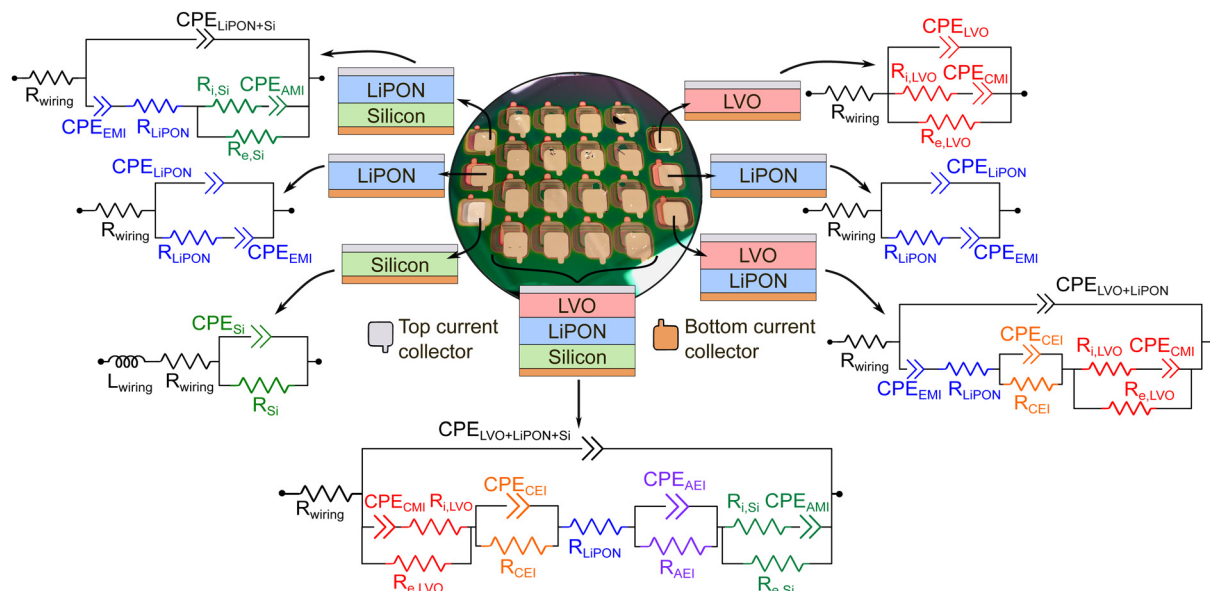 CPE_LiPON+Si
R_wiring
R_i,Si
CPE_AMI
CPE_EMI
R_LiPON
R_e,Si
LiPON
Silicon
CPE_LiPON
R_wiring
R_LiPON
CPE_EMI
LiPON
CPE_Si
L_wiring
R_wiring
R_Si
Silicon
LVO
CPE_LVO
R_i,LVO
CPE_CMI
R_wiring
R_e,LVO
LiPON
CPE_LiPON
R_wiring
R_LiPON
CPE_EMI
LVO
LiPON
CPE_LVO+LiPON
R_wiring
CPE_CEI
R_i,LVO
CPE_CMI
CPE_EMI
R_LiPON
R_CEI
R_e,LVO
Top current
collector
LVO
LiPON
Silicon
Bottom current
collector
CPE_LVO+LiPON+Si
R_wiring
CPE_CMI
R_i,LVO
CPE_CEI
CPE_AEI
R_i,Si
CPE_AMI
R_LiPON
R_e,LVO
R_CEI
R_AEI
R_e,Si